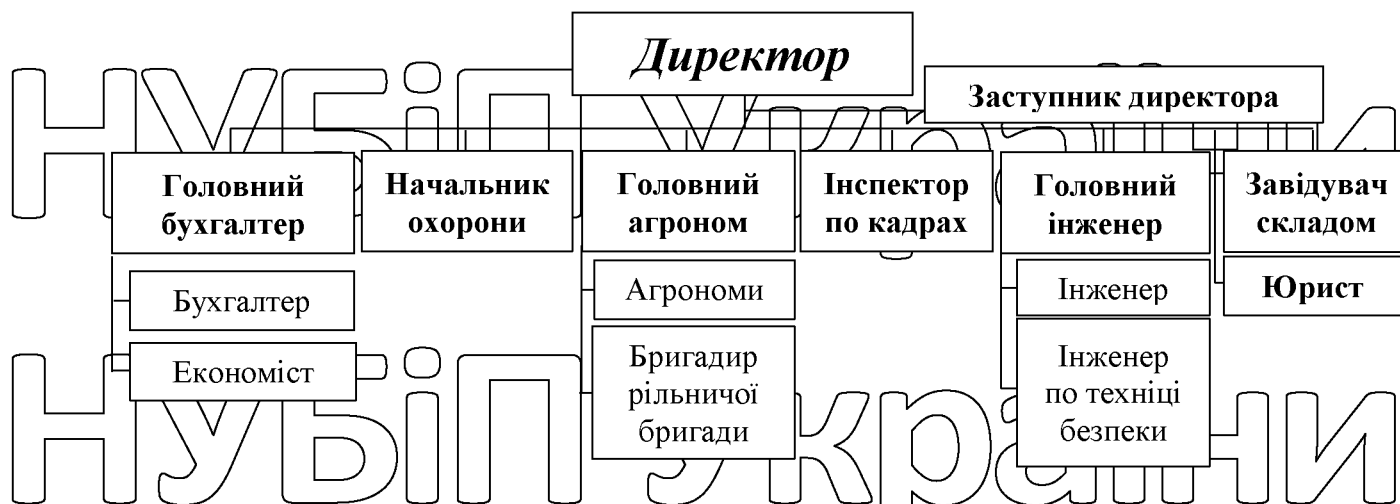 Директор
Заступник директора
Головний
бухгалтер
Начальник
охорони
Головний
агроном
Інспектор
по кадрах
Головний
інженер
Завідувач
складом
Бухгалтер
Агрономи
Інженер
Юрист
Економіст
Бригадир
рільничої
бригади
Інженер
по техніці
безпеки
НУБіП України
НУБіП України